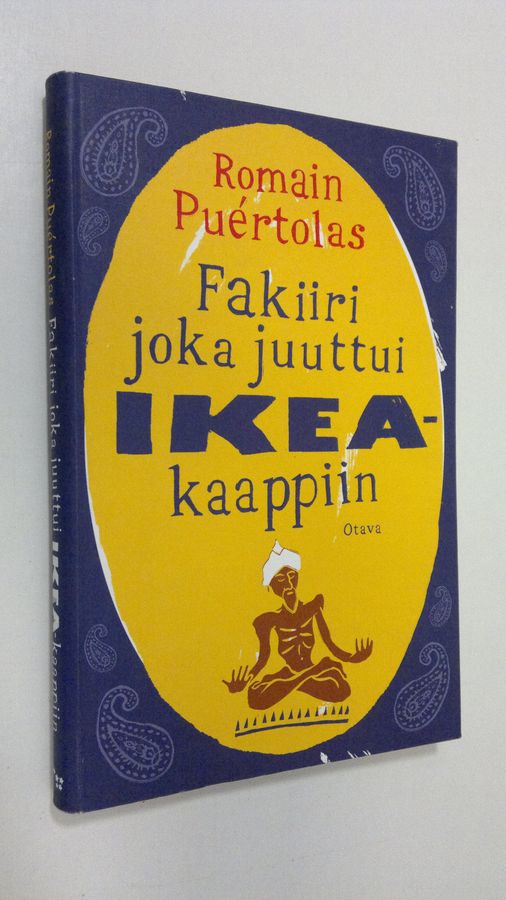 Romain
Puértolas
Fakiiri
joka juuttui
IKEA-
kaappiin
Otava
Romain Puértolas Fakiiri joka juuttui IKEA-kaappiin